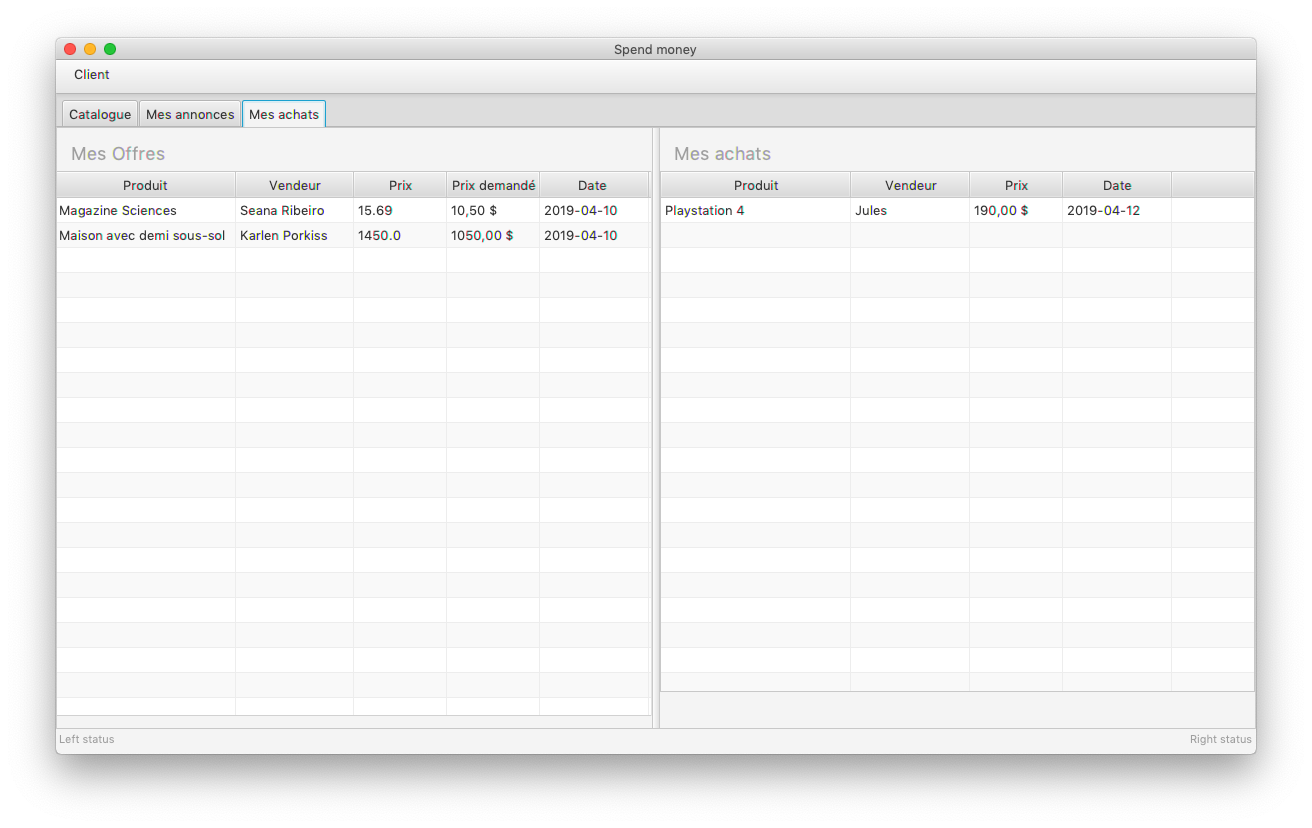 Spend money
Client
Catalogue Mes annonces Mes achats
Mes Offres
Produit Vendeur Prix Prix demandé Date
Magazine Sciences Seana Ribeiro 15.69 10,50 $ 2019-04-10
Maison avec demi sous-sol Karlen Porkiss 1450.0 1050,00 $ 2019-04-10
Mes achats
Produit Vendeur Prix Date
Playstation 4 Jules 190,00 $ 2019-04-12
Left status Right status